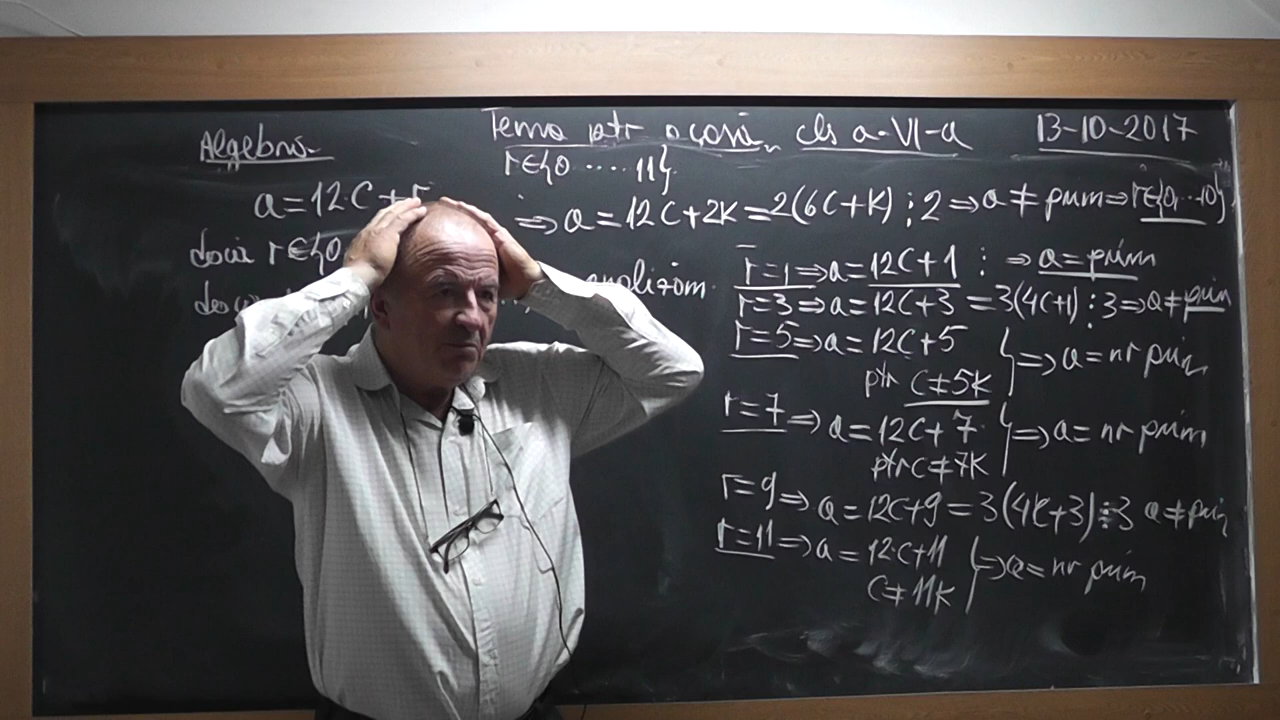 Algebra.
Tema ptr acasă, cls a-VI-a
13-10-2017
r∈{0 ····· 11}
a=12·C+r
⇒a=12C+2K=2(6C+K)⋮2⇒a≠prim⇒r∈{0,...10}
daca r∈{0
analizam
r=1⇒a=12C+1 : ⇒a=prim
r=3⇒a=12C+3=3(4C+1)⋮3⇒a≠prim
r=5⇒a=12C+5
ptr C≠5K }⇒a=nr prim
r=7⇒a=12C+7
ptr C≠7K }⇒a=nr prim
r=9⇒a=12C+9=3(4C+3)⋮3 a≠prim
r=11⇒a=12·C+11
C≠11K }⇒a=nr prim